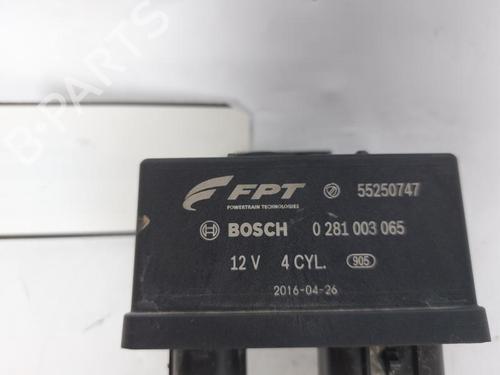 B-PARTS
FPT 55250747
POWERTRAIN TECHNOLOGIES
BOSCH 0 281 003 065
12 V 4 CYL. 905
2016-04-26